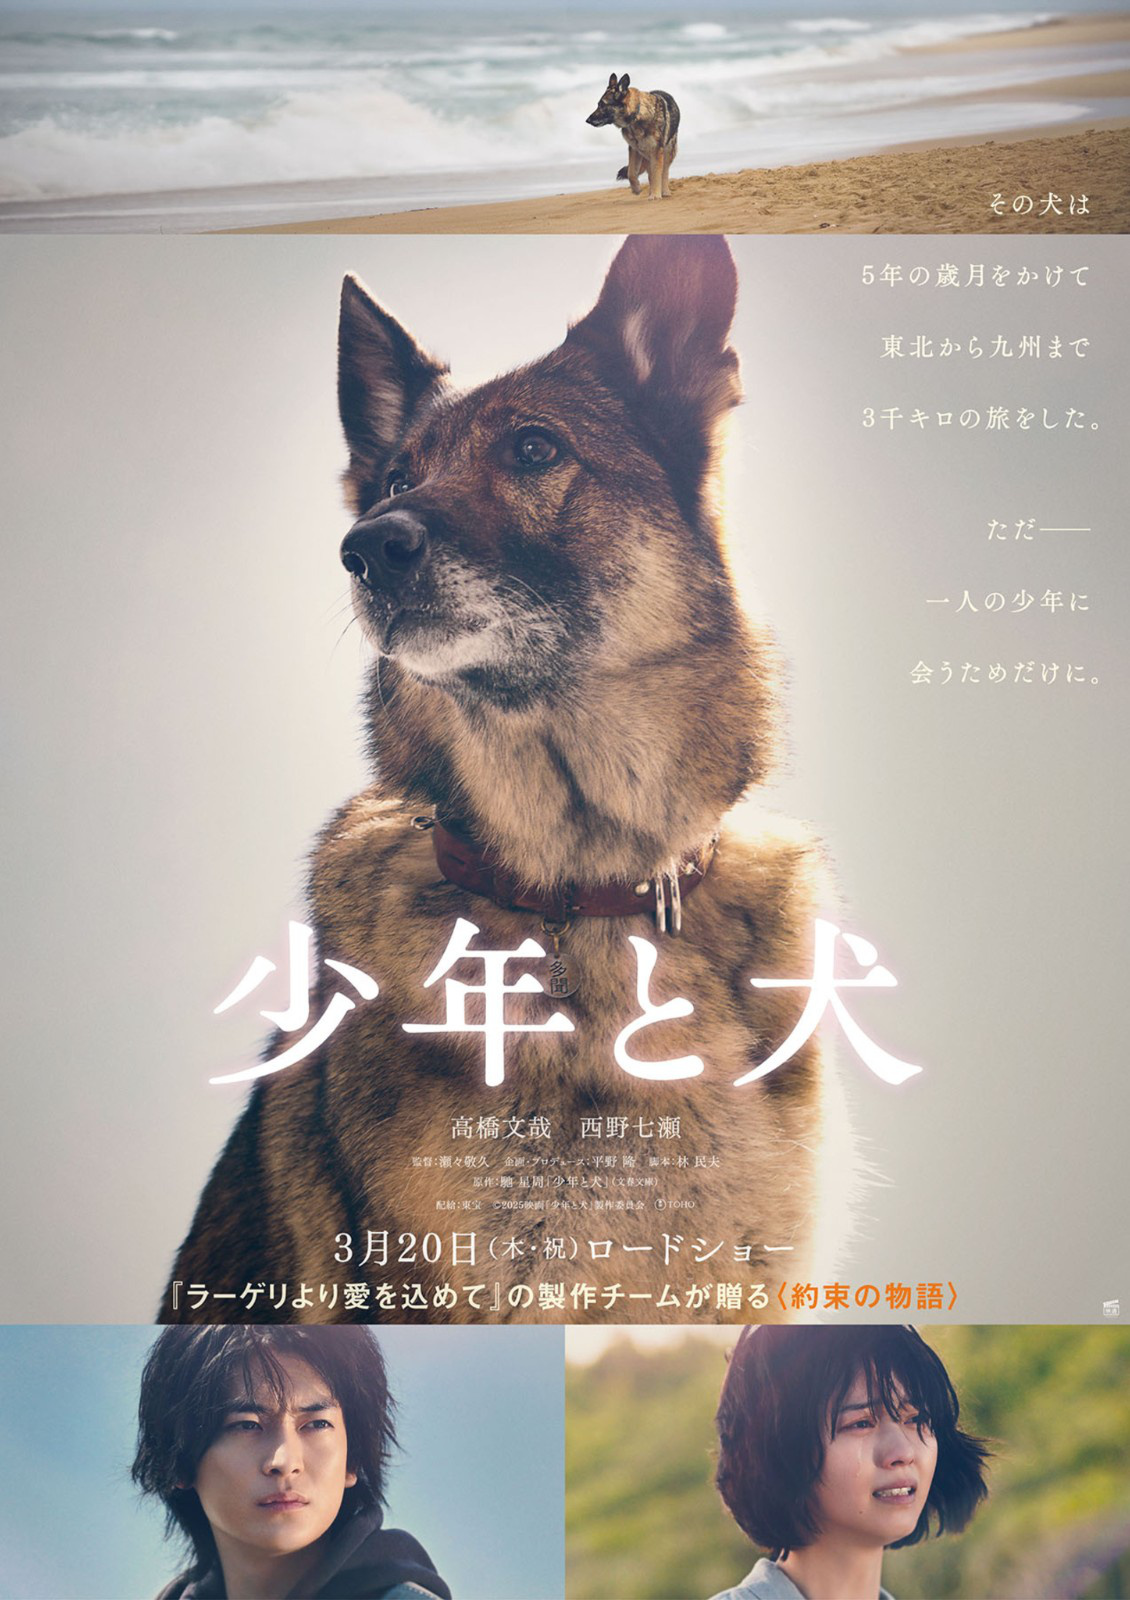 その犬は
5年の歳月をかけて
東北から九州まで
3千キロの旅をした。
ただ――
一人の少年に
会うためだけに。
多聞
少年と犬
高橋文哉 西野七瀬
監督:瀬々敬久 企画・プロデュース:平野 隆 脚本:林 民夫
原作:馳 星周「少年と犬」(文春文庫)
配給:東宝 ©2025映画「少年と犬」製作委員会 TOHO
3月20日(木・祝)ロードショー
『ラーゲリより愛を込めて』の製作チームが贈る〈約束の物語〉